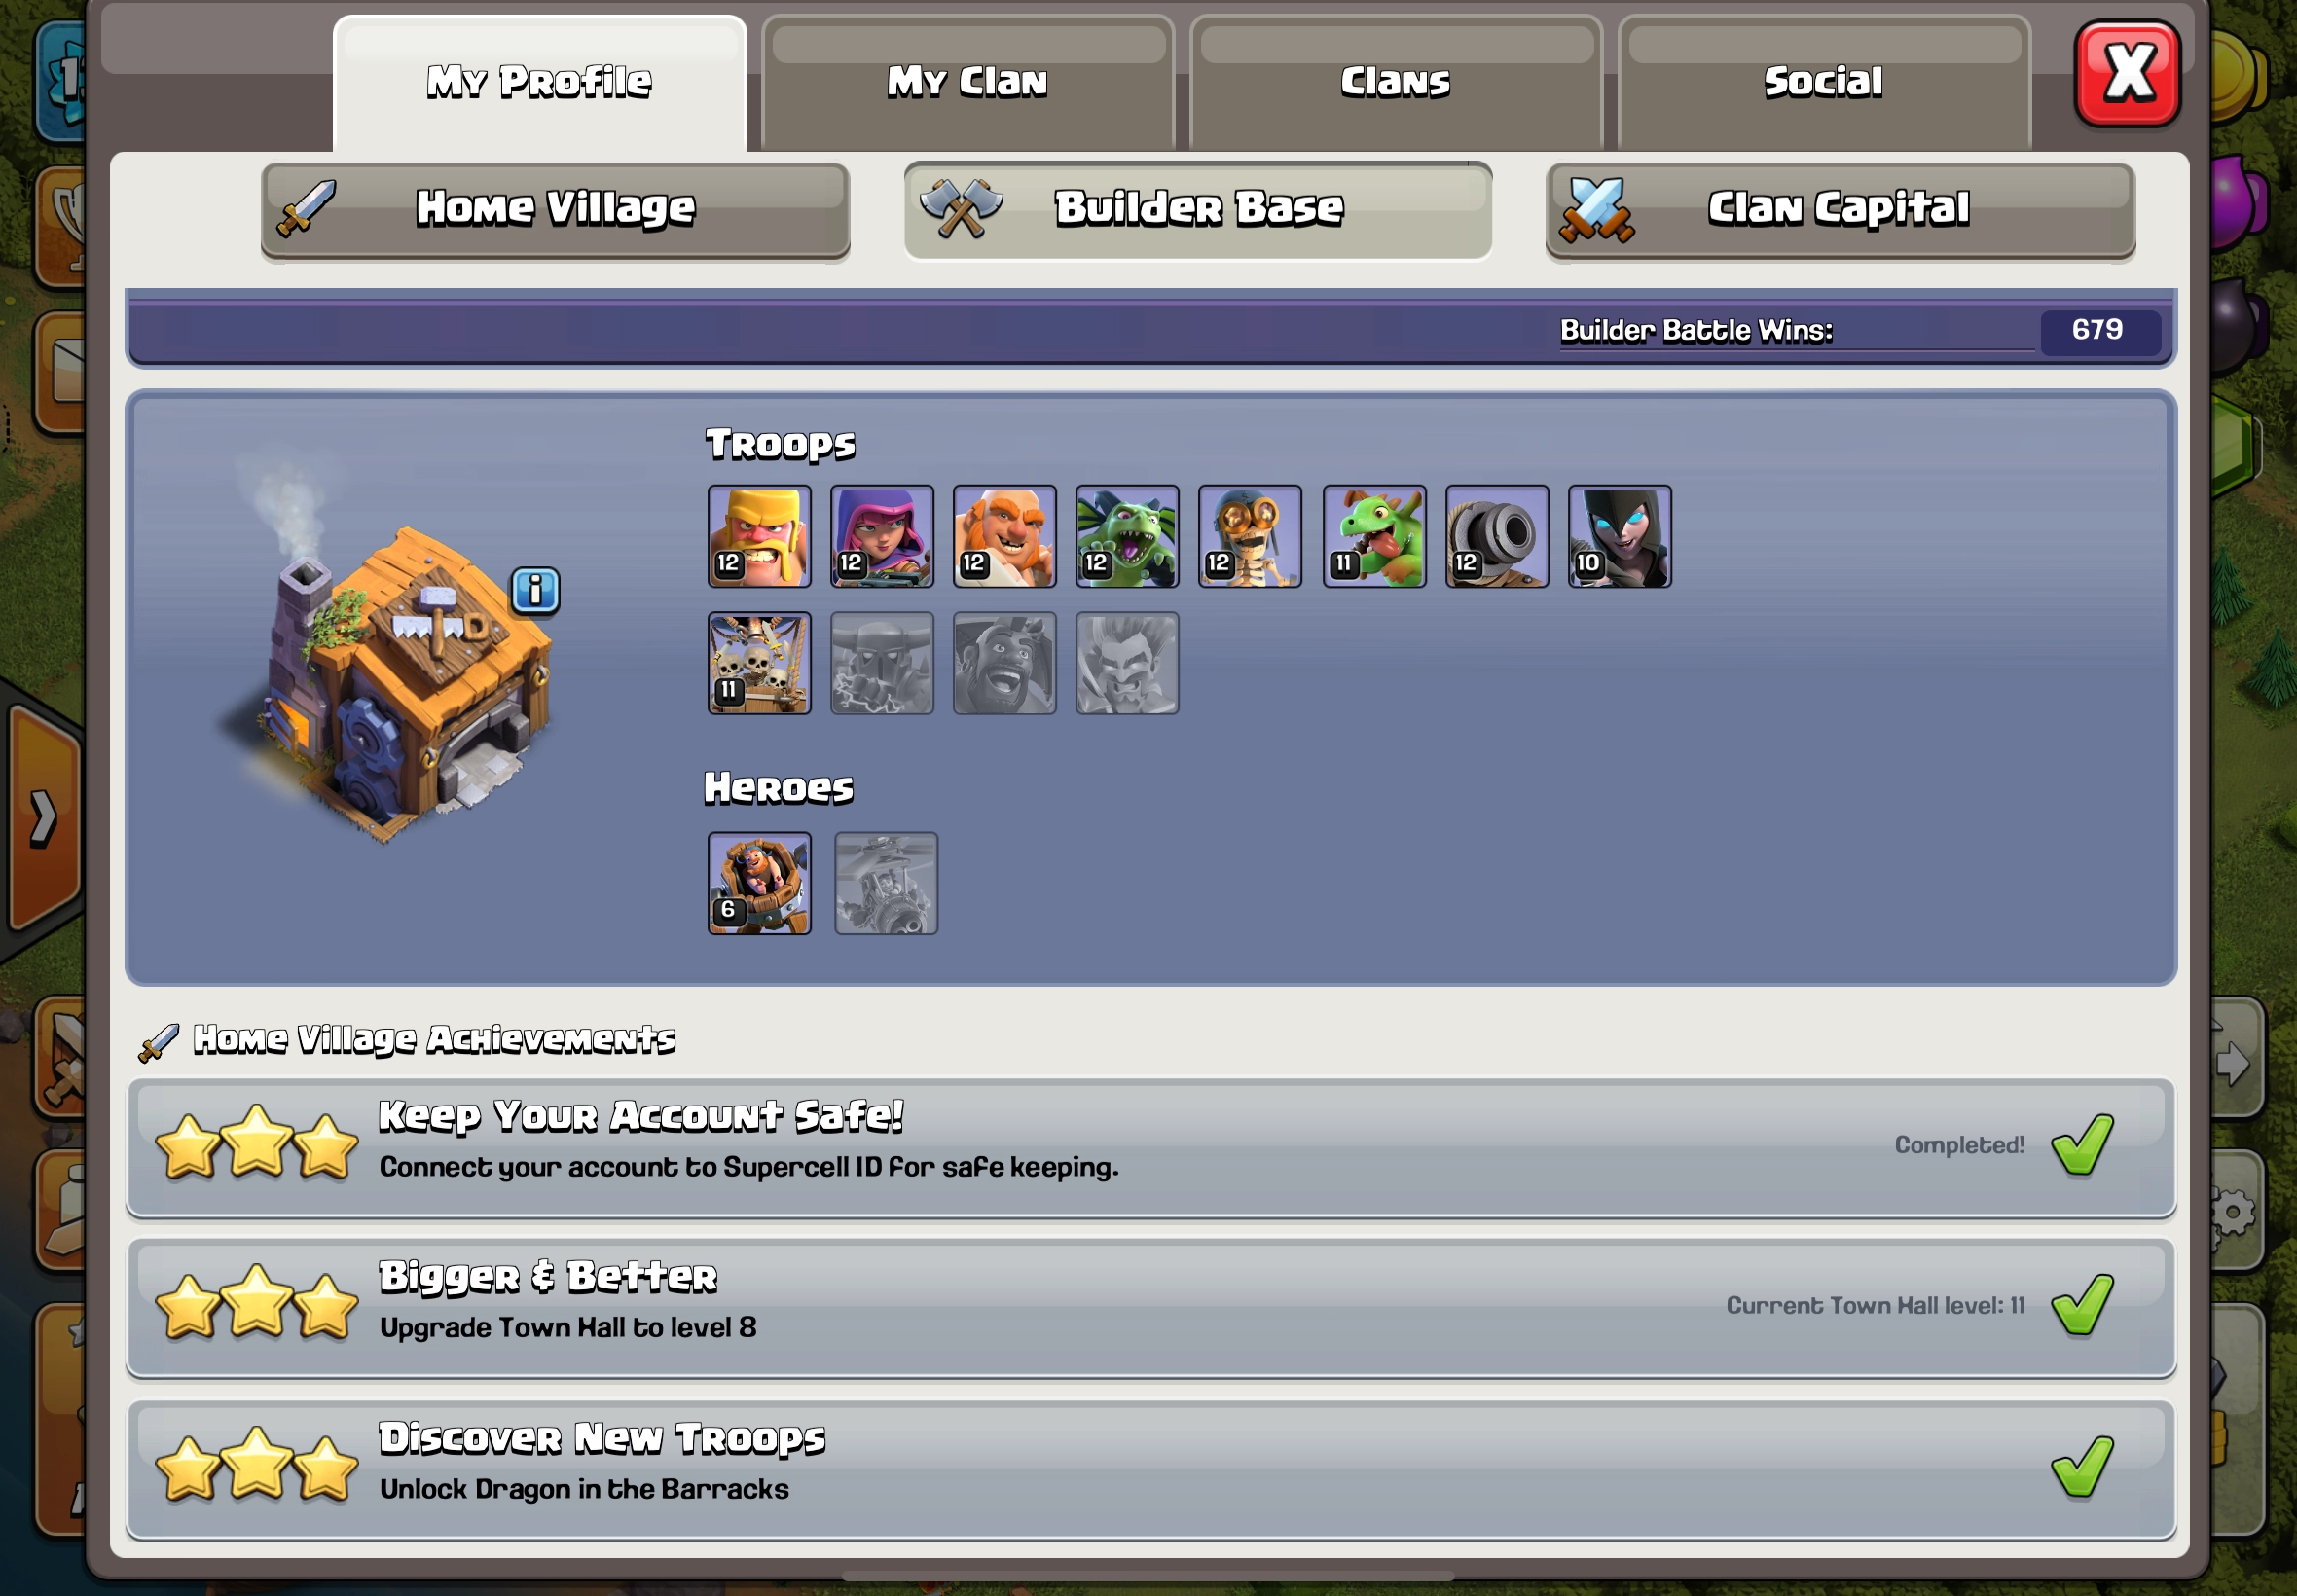 My Profile
My Clan
Clans
Social
X
Home Village
Builder Base
Clan Capital
Builder Battle Wins:
679
Troops
12
12
12
12
12
11
12
10
11
i
Heroes
6
Home Village Achievements
Keep Your Account Safe!
Connect your account to Supercell ID for safe keeping.
Completed!
Bigger & Better
Upgrade Town Hall to level 8
Current Town Hall level: 11
Discover New Troops
Unlock Dragon in the Barracks